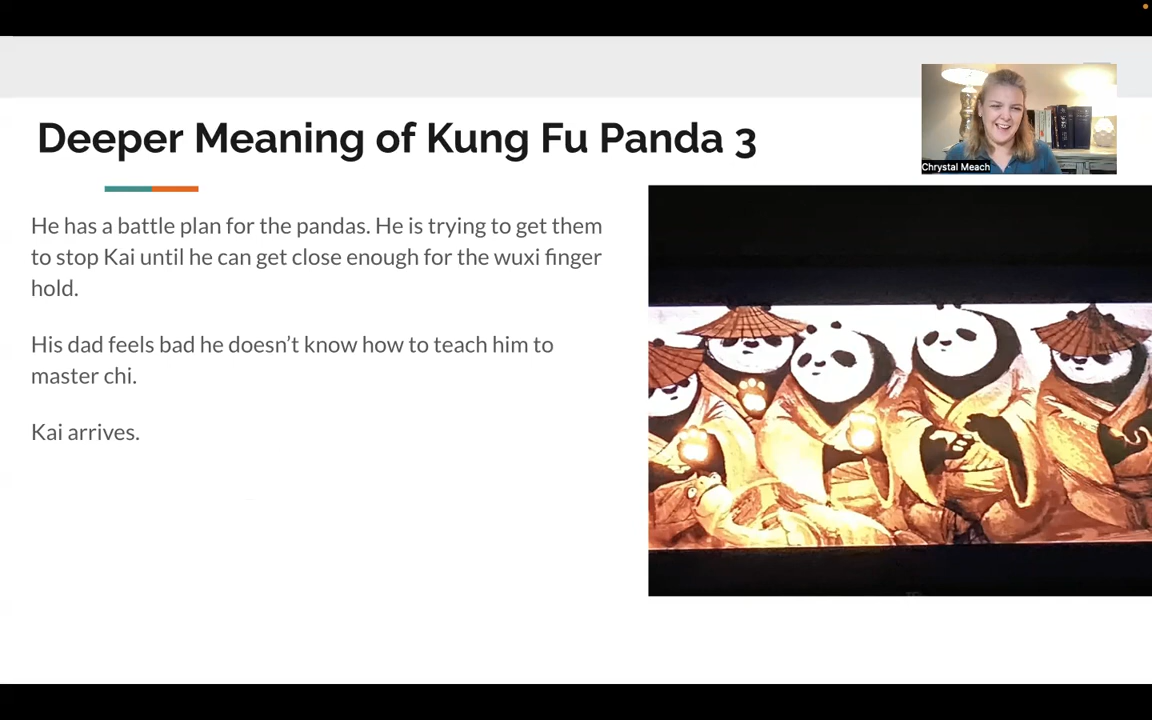 Deeper Meaning of Kung Fu Panda 3
Chrystal Meach
He has a battle plan for the pandas. He is trying to get them
to stop Kai until he can get close enough for the wuxi finger
hold.
His dad feels bad he doesn’t know how to teach him to
master chi.
Kai arrives.